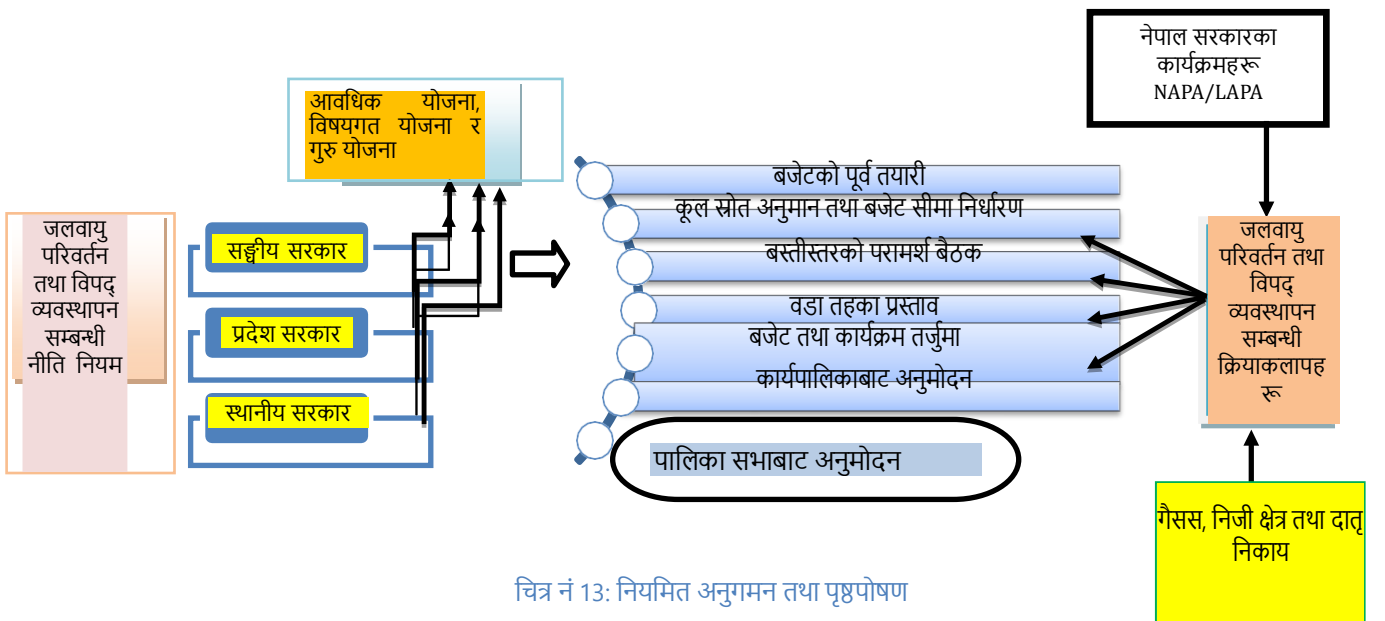 नेपाल सरकारका
कार्यक्रमहरू
NAPA/LAPA
आवधिक योजना,
विषयगत योजना र
गुरु योजना
जलवायु
परिवर्तन
तथा विपद्
व्यवस्थापन
सम्बन्धी
नीति नियम
सङ्घीय सरकार
प्रदेश सरकार
स्थानीय सरकार
बजेटको पूर्व तयारी
कूल स्रोत अनुमान तथा बजेट सीमा निर्धारण
बस्तीस्तरको परामर्श बैठक
वडा तहका प्रस्ताव
बजेट तथा कार्यक्रम तर्जुमा
कार्यपालिकाबाट अनुमोदन
पालिका सभाबाट अनुमोदन
जलवायु
परिवर्तन तथा
विपद्
व्यवस्थापन
सम्बन्धी
क्रियाकलापह
रू
गैसस, निजी क्षेत्र तथा दातृ
निकाय
चित्र नं 13: नियमित अनुगमन तथा पृष्ठपोषण